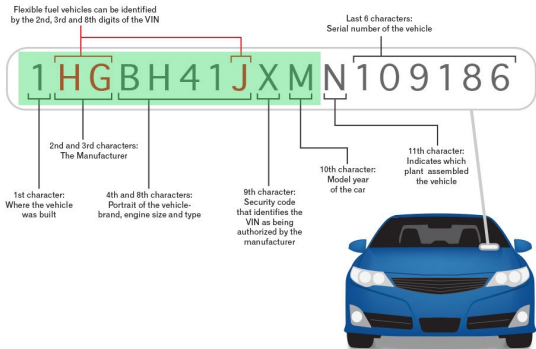 Flexible fuel vehicles can be identified
by the 2nd, 3rd and 8th digits of the VIN
Last 6 characters:
Serial number of the vehicle
1HGBH41JXMN109186
2nd and 3rd characters:
The Manufacturer
1st character:
Where the vehicle
was built
4th and 8th characters:
Portrait of the vehicle-
brand, engine size and type
9th character:
Security code
that identifies the
VIN as being
authorized by the
manufacturer
10th character:
Model year
of the car
11th character:
Indicates which
plant assembled
the vehicle